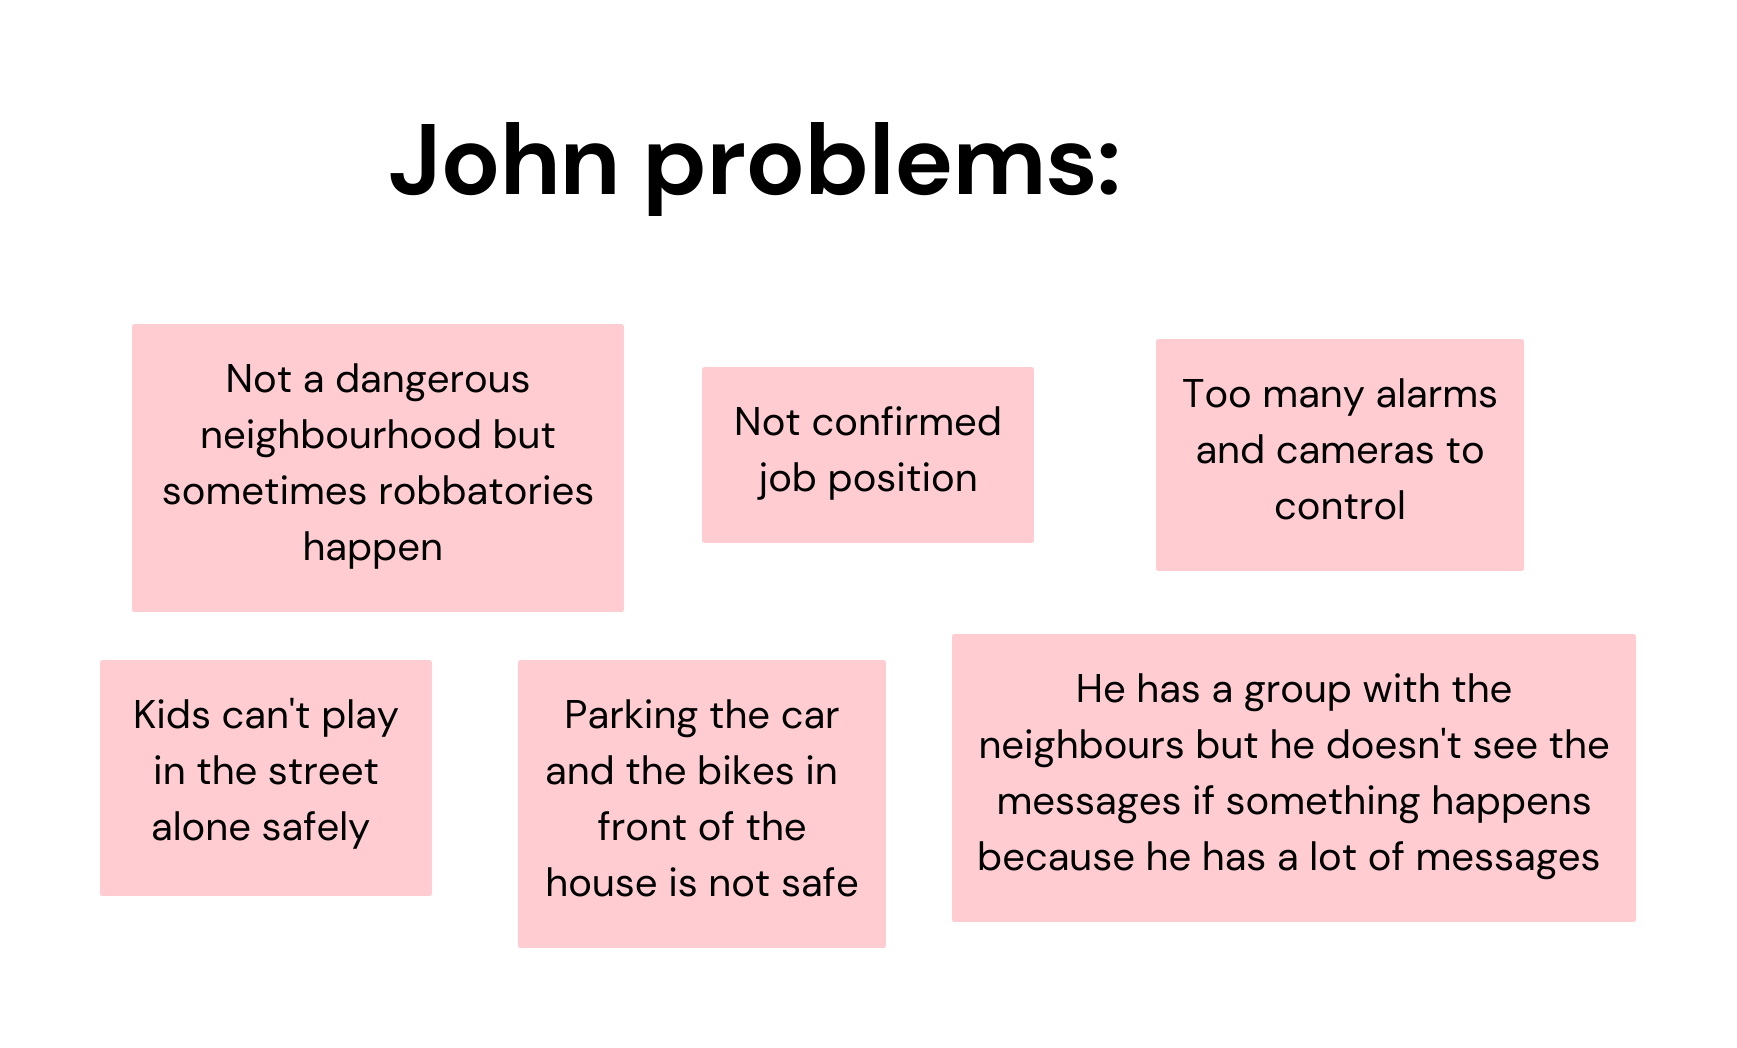 John problems:
Not a dangerous
neighbourhood but
sometimes robbatories
happen
Not confirmed
job position
Too many alarms
and cameras to
control
Kids can't play
in the street
alone safely
Parking the car
and the bikes in
front of the
house is not safe
He has a group with the
neighbours but he doesn't see the
messages if something happens
because he has a lot of messages